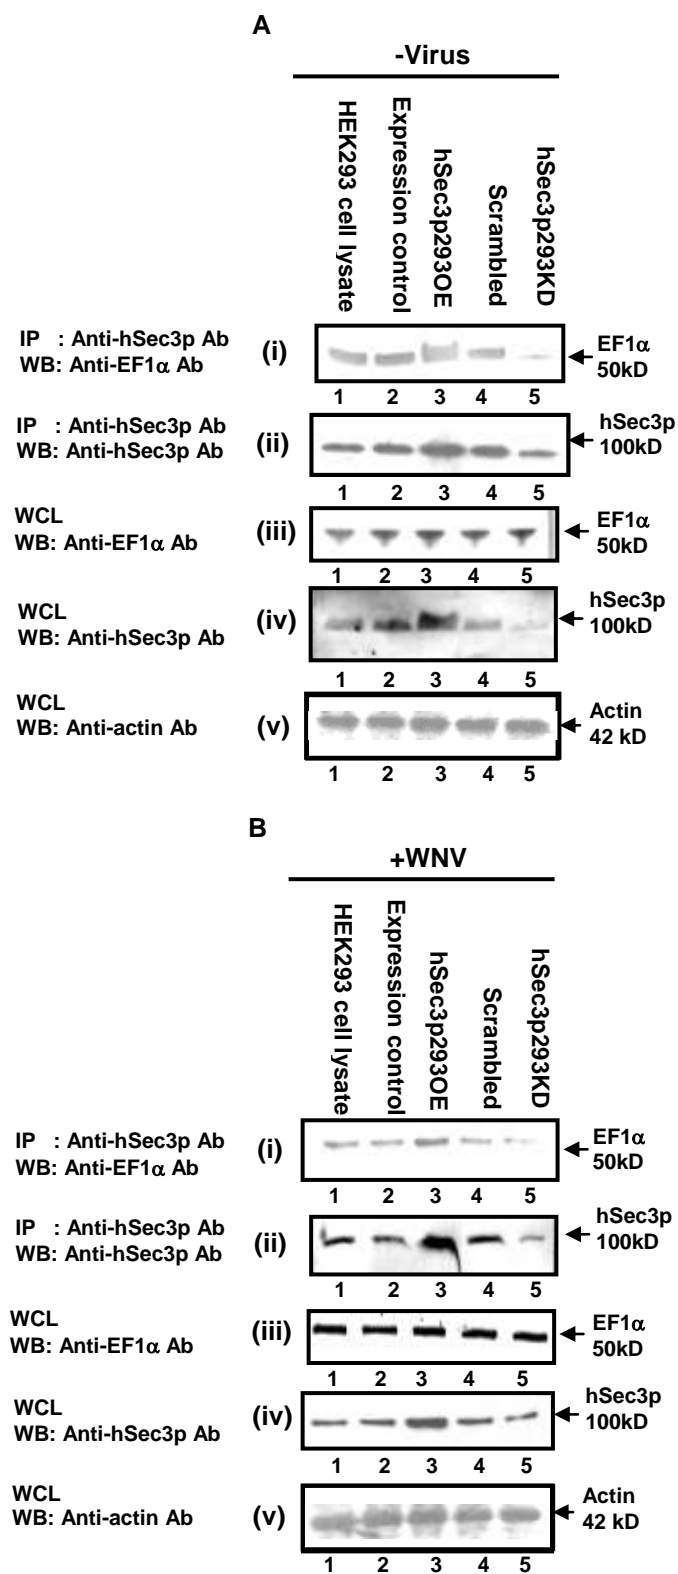 A
-Virus
HEK293 cell lysate
Expression control
hSec3p293OE
Scrambled
hSec3p293KD
IP : Anti-hSec3p Ab
WB: Anti-EF1α Ab
(i)
EF1α
50kD
1 2 3 4 5
IP : Anti-hSec3p Ab
WB: Anti-hSec3p Ab
(ii)
hSec3p
100kD
1 2 3 4 5
WCL
WB: Anti-EF1α Ab
(iii)
EF1α
50kD
1 2 3 4 5
WCL
WB: Anti-hSec3p Ab
(iv)
hSec3p
100kD
1 2 3 4 5
WCL
WB: Anti-actin Ab
(v)
Actin
42 kD
1 2 3 4 5
B
+WNV
HEK293 cell lysate
Expression control
hSec3p293OE
Scrambled
hSec3p293KD
IP : Anti-hSec3p Ab
WB: Anti-EF1α Ab
(i)
EF1α
50kD
1 2 3 4 5
IP : Anti-hSec3p Ab
WB: Anti-hSec3p Ab
(ii)
hSec3p
100kD
1 2 3 4 5
WCL
WB: Anti-EF1α Ab
(iii)
EF1α
50kD
1 2 3 4 5
WCL
WB: Anti-hSec3p Ab
(iv)
hSec3p
100kD
1 2 3 4 5
WCL
WB: Anti-actin Ab
(v)
Actin
42 kD
1 2 3 4 5